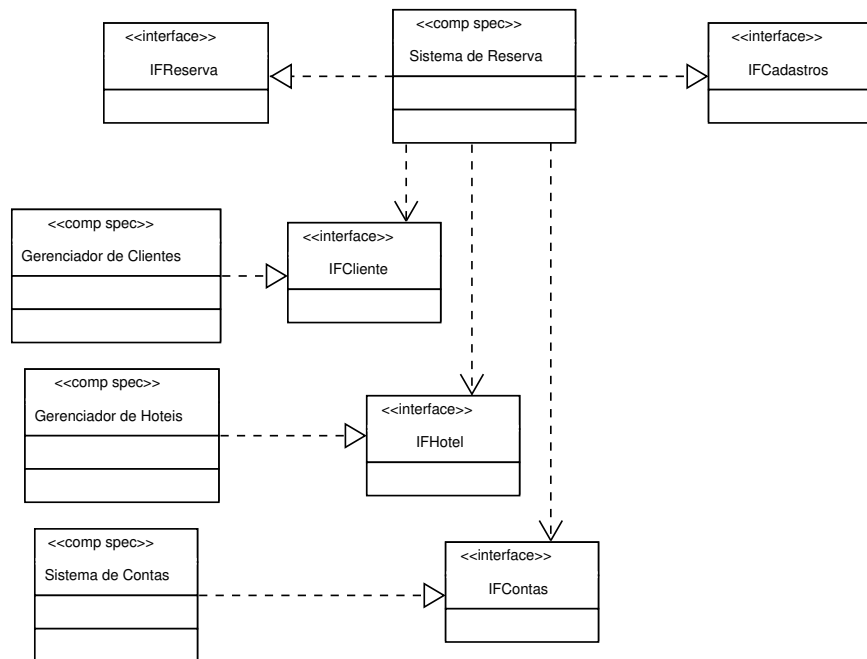 <<interface>>
IFReserva
<<comp spec>>
Sistema de Reserva
<<interface>>
IFCadastros
<<comp spec>>
Gerenciador de Clientes
<<interface>>
IFCliente
<<comp spec>>
Gerenciador de Hoteis
<<interface>>
IFHotel
<<comp spec>>
Sistema de Contas
<<interface>>
IFContas